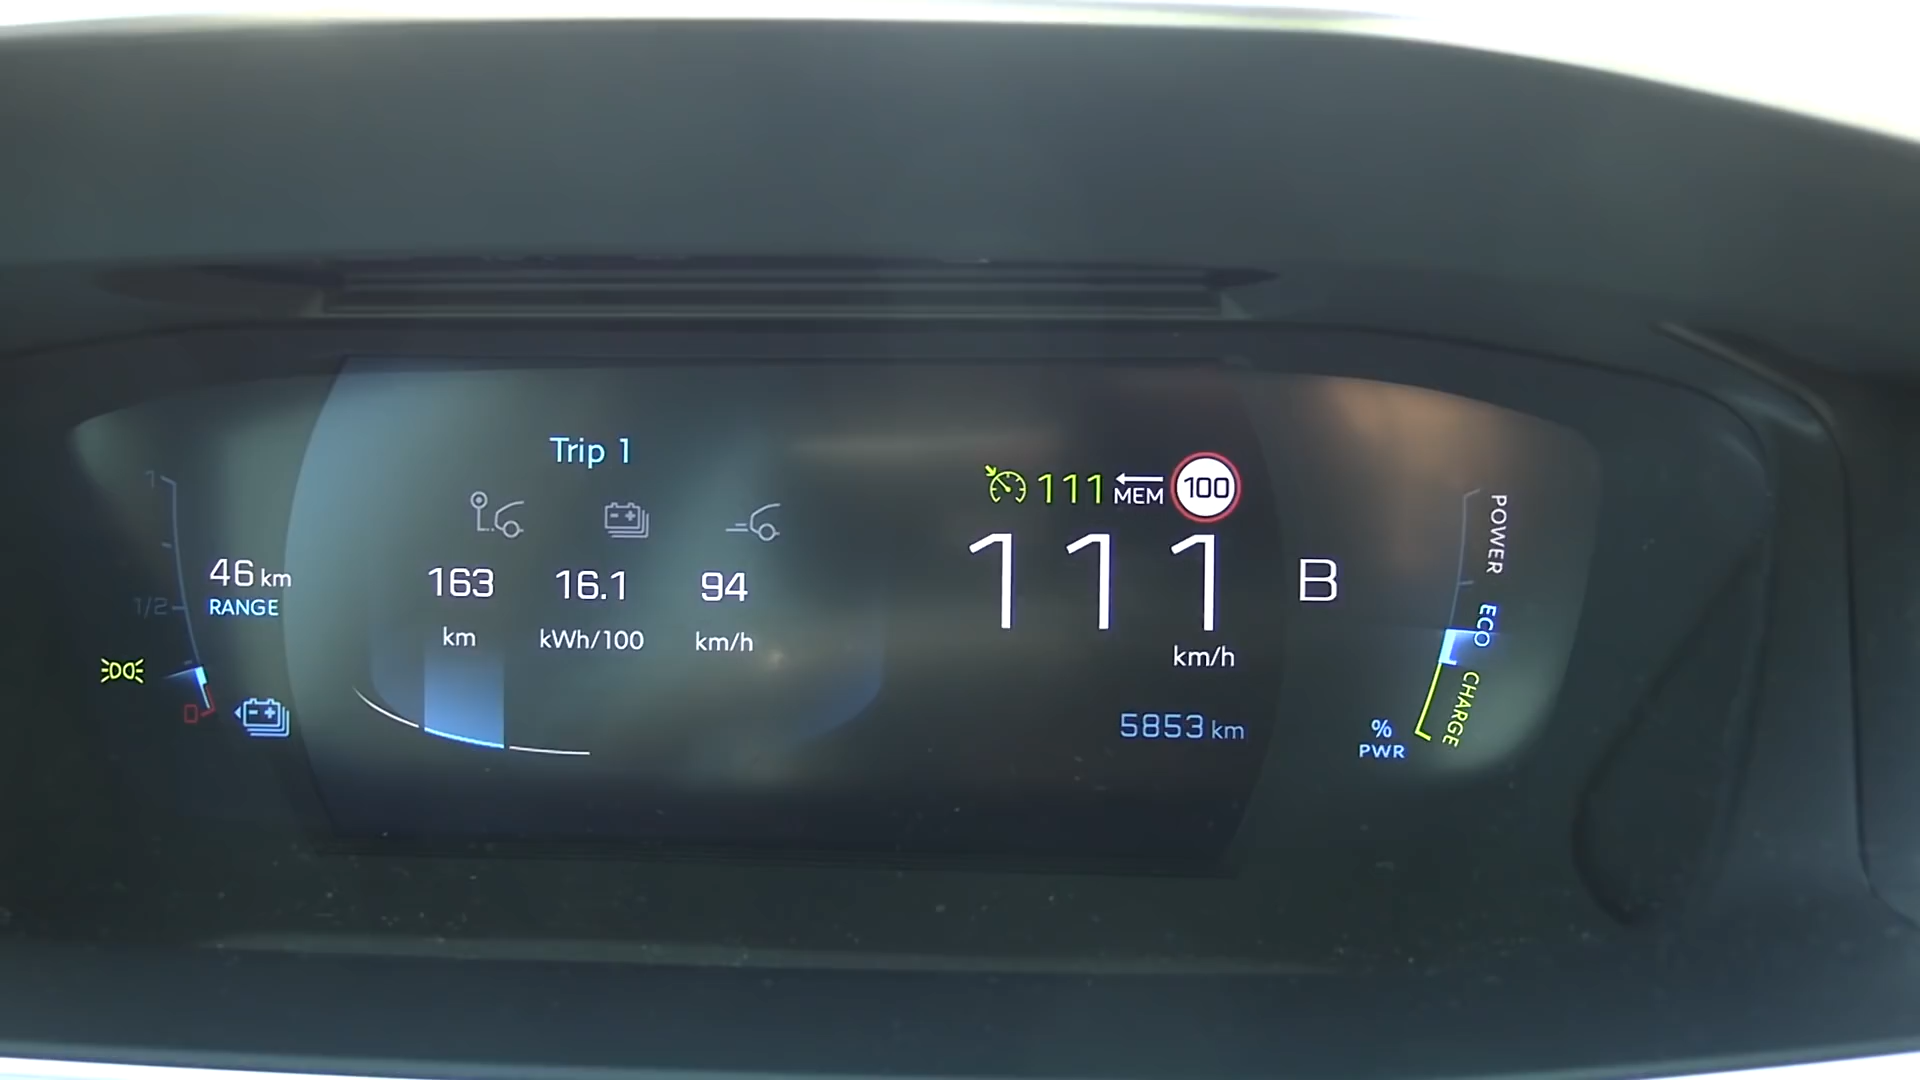 Trip 1
111 MEM 100
1
POWER
46 km
163 16.1 94
111
B
1/2
RANGE
ECO
km kWh/100 km/h
km/h
CHARGE
0
5853 km
%
PWR